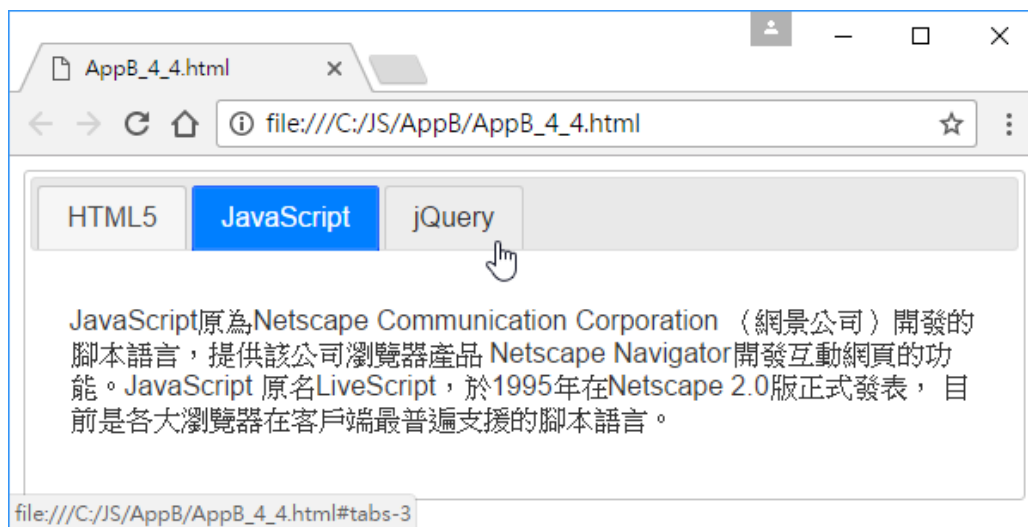 AppB_4_4.html
file:///C:/JS/AppB/AppB_4_4.html
HTML5 JavaScript jQuery
JavaScript原為Netscape Communication Corporation （網景公司）開發的
腳本語言，提供該公司瀏覽器產品 Netscape Navigator開發互動網頁的功
能。JavaScript 原名LiveScript，於1995年在Netscape 2.0版正式發表， 目
前是各大瀏覽器在客戶端最普遍支援的腳本語言。
file:///C:/JS/AppB/AppB_4_4.html#tabs-3